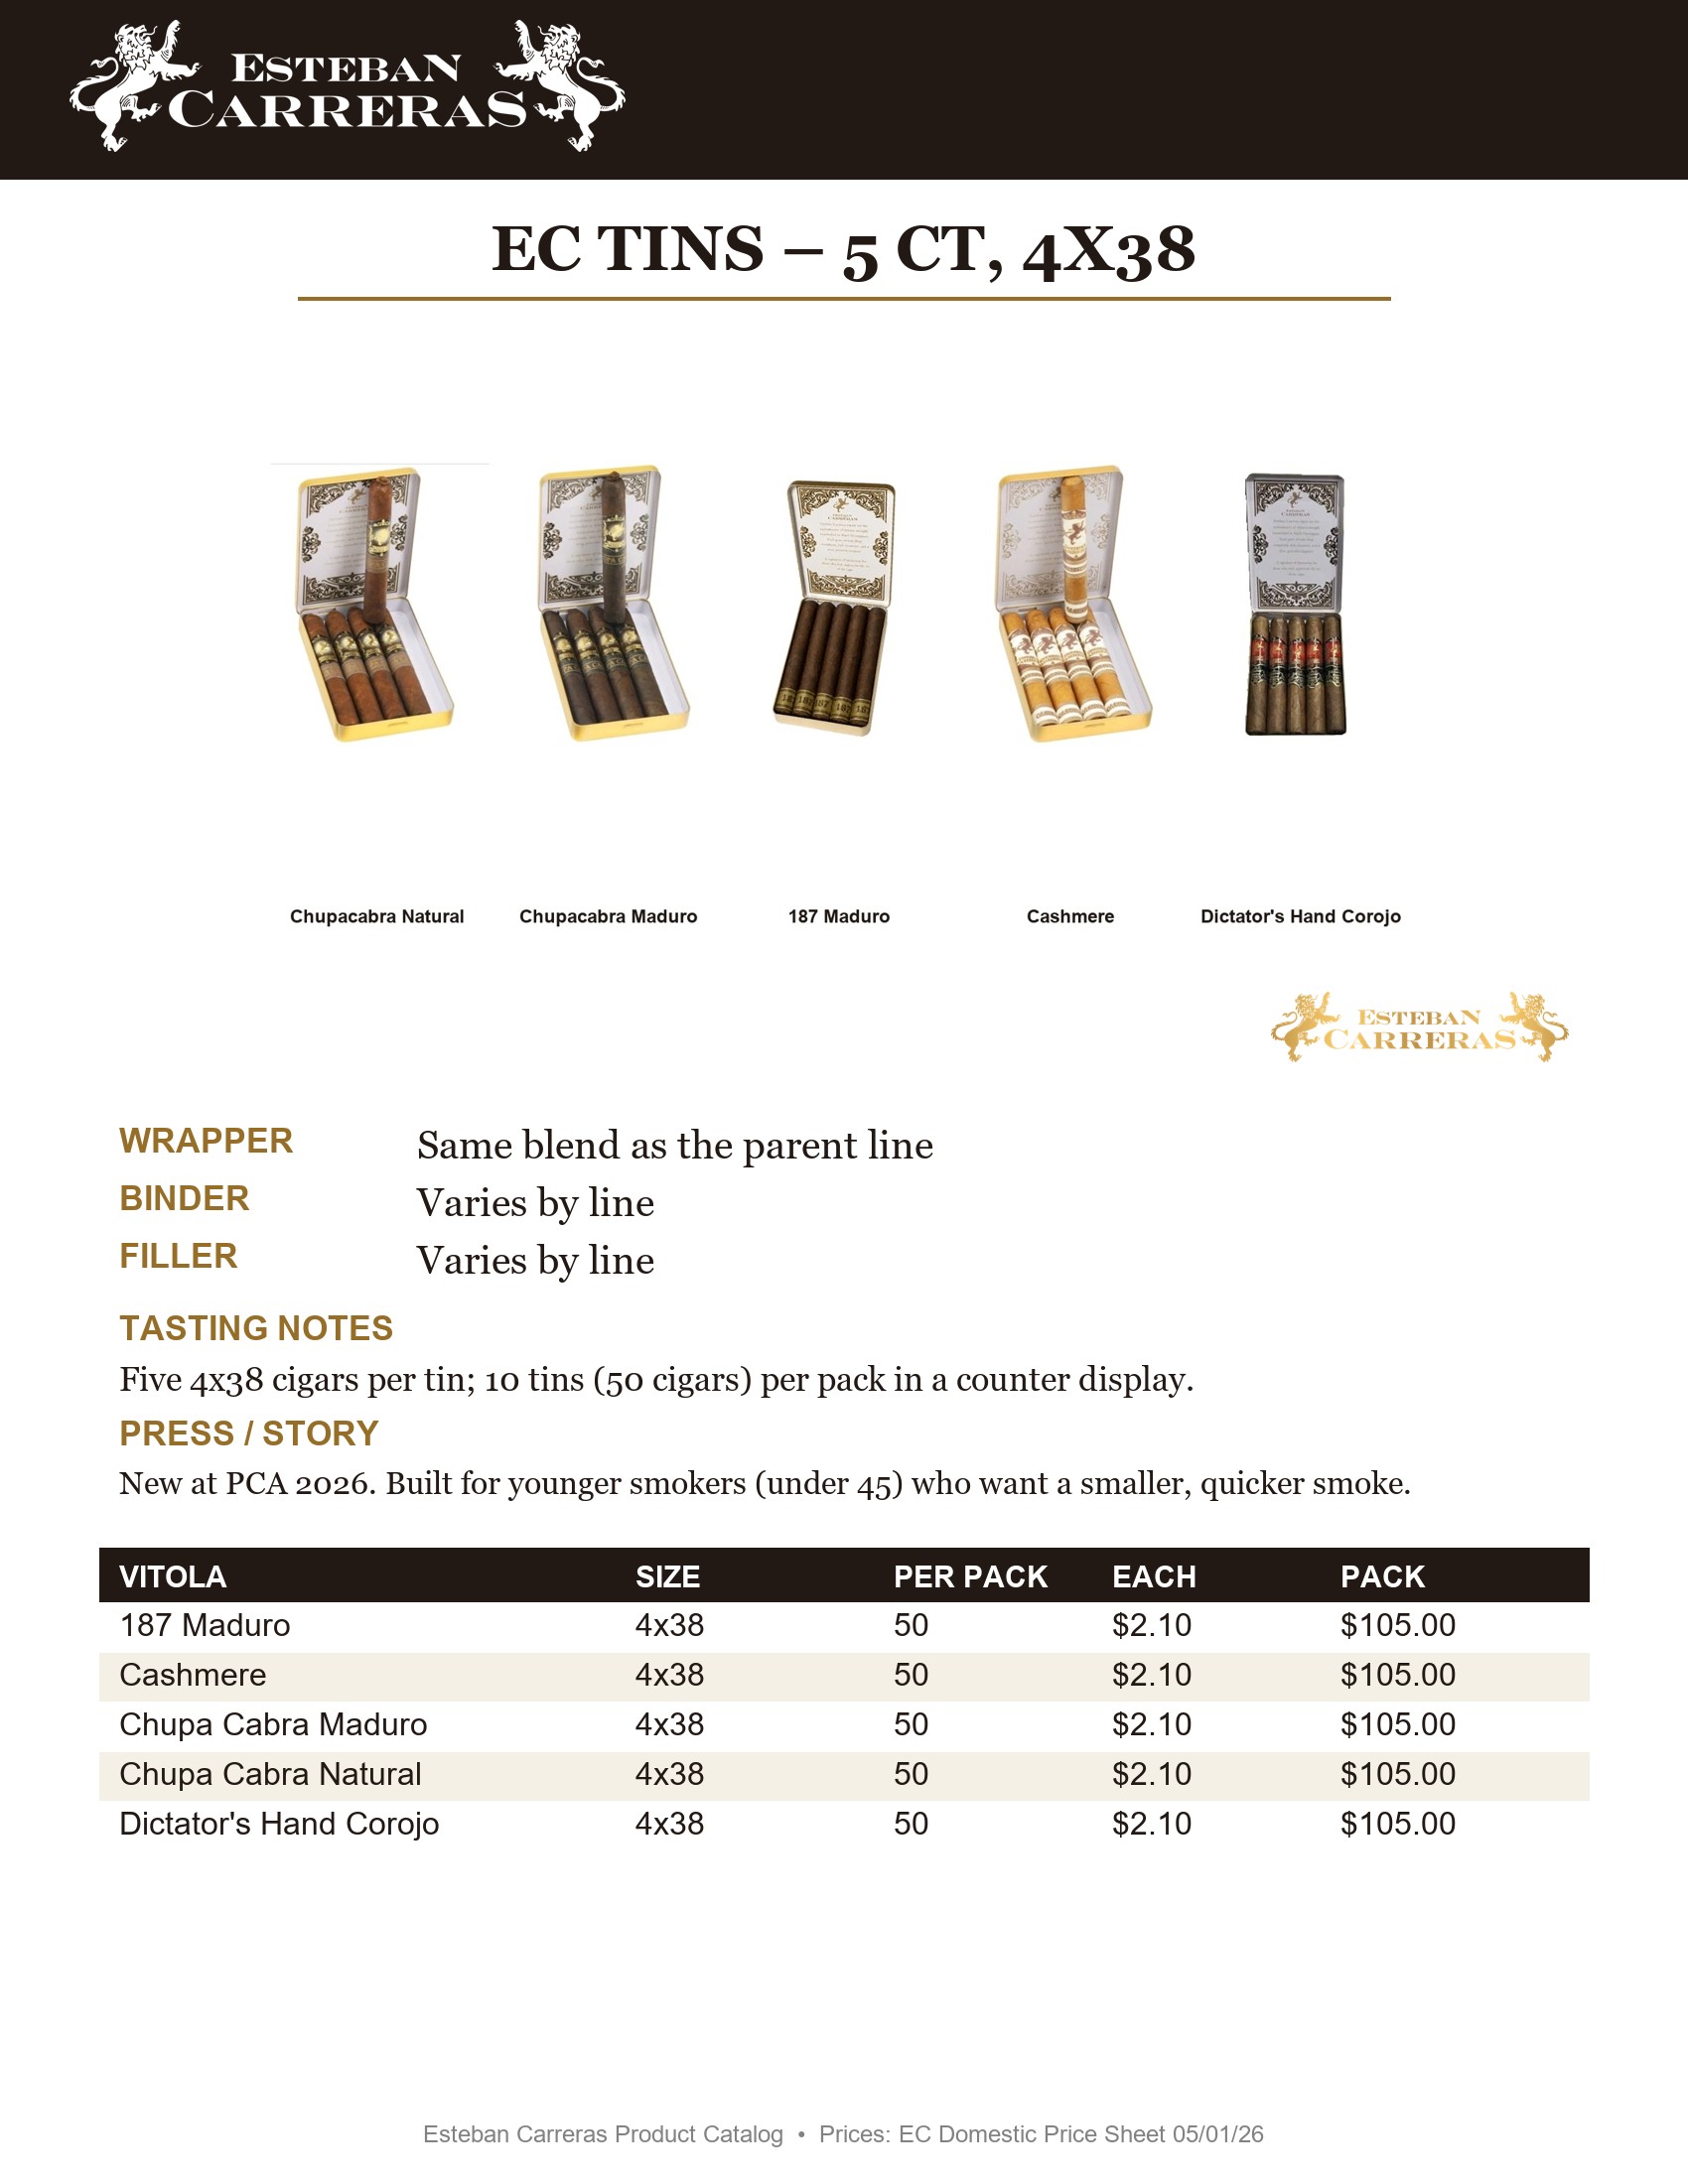 ESTEBAN
CARRERAS
EC TINS – 5 CT, 4X38
187 187 187 187 187
Chupacabra Natural
Chupacabra Maduro
187 Maduro
Cashmere
Dictator's Hand Corojo
ESTEBAN
CARRERAS
WRAPPER Same blend as the parent line
BINDER Varies by line
FILLER Varies by line
TASTING NOTES
Five 4x38 cigars per tin; 10 tins (50 cigars) per pack in a counter display.
PRESS / STORY
New at PCA 2026. Built for younger smokers (under 45) who want a smaller, quicker smoke.
VITOLA SIZE PER PACK EACH PACK
187 Maduro 4x38 50 $2.10 $105.00
Cashmere 4x38 50 $2.10 $105.00
Chupa Cabra Maduro 4x38 50 $2.10 $105.00
Chupa Cabra Natural 4x38 50 $2.10 $105.00
Dictator's Hand Corojo 4x38 50 $2.10 $105.00
Esteban Carreras Product Catalog • Prices: EC Domestic Price Sheet 05/01/26